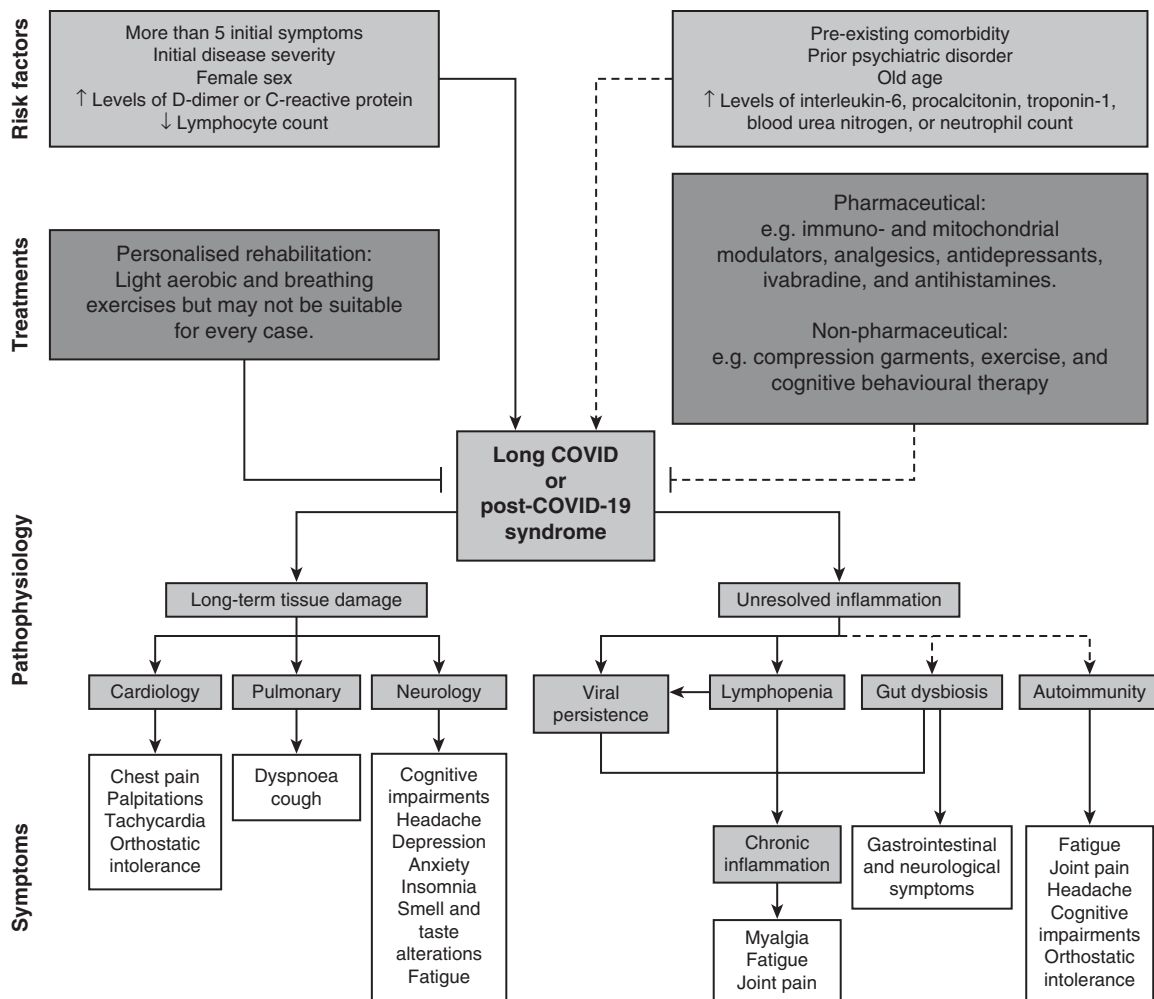 Risk factors
More than 5 initial symptoms
Initial disease severity
Female sex
↑ Levels of D-dimer or C-reactive protein
↓ Lymphocyte count
Pre-existing comorbidity
Prior psychiatric disorder
Old age
↑ Levels of interleukin-6, procalcitonin, troponin-1,
blood urea nitrogen, or neutrophil count
Treatments
Personalised rehabilitation:
Light aerobic and breathing
exercises but may not be suitable
for every case.
Pharmaceutical:
e.g. immuno- and mitochondrial
modulators, analgesics, antidepressants,
ivabradine, and antihistamines.
Non-pharmaceutical:
e.g. compression garments, exercise, and
cognitive behavioural therapy
Long COVID
or
post-COVID-19
syndrome
Pathophysiology
Long-term tissue damage
Unresolved inflammation
Cardiology
Pulmonary
Neurology
Viral
persistence
Lymphopenia
Gut dysbiosis
Autoimmunity
Symptoms
Chest pain
Palpitations
Tachycardia
Orthostatic
intolerance
Dyspnoea
cough
Cognitive
impairments
Headache
Depression
Anxiety
Insomnia
Smell and
taste
alterations
Fatigue
Chronic
inflammation
Myalgia
Fatigue
Joint pain
Gastrointestinal
and neurological
symptoms
Fatigue
Joint pain
Headache
Cognitive
impairments
Orthostatic
intolerance